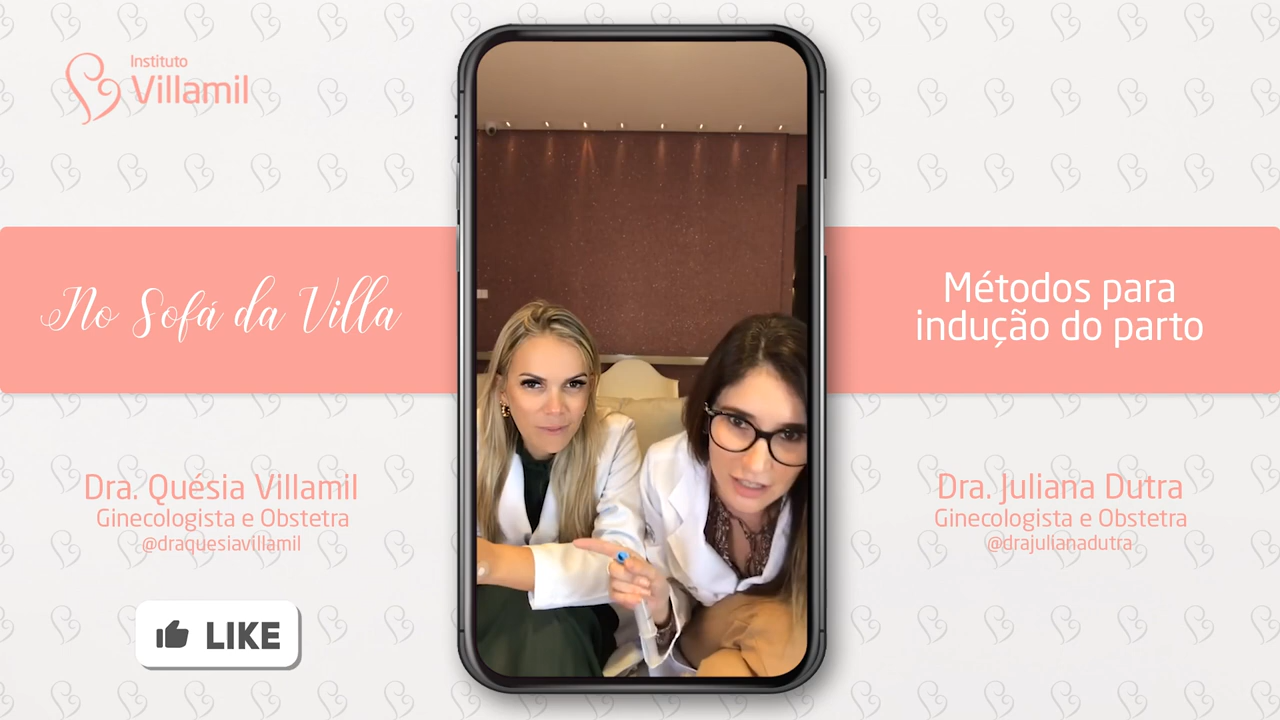 Instituto
Villamil
No Sofá da Villa
Métodos para
indução do parto
Dra. Quésia Villamil
Ginecologista e Obstetra
@draquesiavillamil
Dra. Juliana Dutra
Ginecologista e Obstetra
@drajulianadutra
LIKE